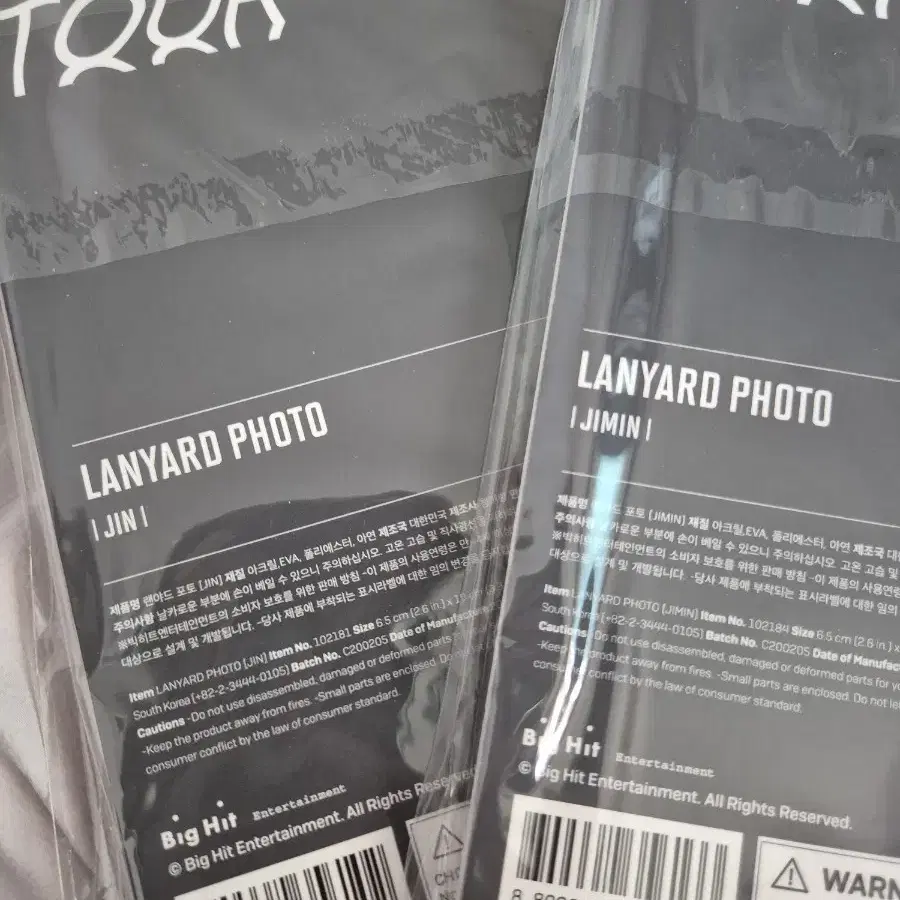 TOUR
LANYARD PHOTO
| JIN |
제품명 랜야드 포토 [JIN] 재질 아크릴,EVA, 폴리에스터, 아연 제조국 대한민국 제조사
주의사항 날카로운 부분에 손이 베일 수 있으니 주의하십시오. 고온 고습 및 직사광선을
※빅히트엔터테인먼트의 소비자 보호를 위한 판매 방침 -이 제품의 사용연령은 만
대상으로 설계 및 개발됩니다. -당사 제품에 부착되는 표시라벨에 대한 임의 변경을 금지
Item LANYARD PHOTO [JIN] Item No. 102181 Size 6.5 cm (2.6 in ) x
South Korea [+82-2-3444-0105] Batch No. C200205 Date of Manufacture
Cautions -Do not use disassembled, damaged or deformed parts
-Keep the product away from fires. -Small parts are enclosed. Do not
consumer conflict by the law of consumer standard.
Big Hit Entertainment
© Big Hit Entertainment. All Rights Reserved
LANYARD PHOTO
| JIMIN |
제품명 랜야드 포토 [JIMIN] 재질 아크릴,EVA, 폴리에스터, 아연 제조국
주의사항 날카로운 부분에 손이 베일 수 있으니 주의하십시오. 고온 고습 및
※빅히트엔터테인먼트의 소비자 보호를 위한 판매 방침 -이 제품의 사용연령
대상으로 설계 및 개발됩니다. -당사 제품에 부착되는 표시라벨에 대한 임의
Item LANYARD PHOTO [JIMIN] Item No. 102184 Size 6.5 cm (2.6 in ) x
South Korea [+82-2-3444-0105] Batch No. C200205 Date of Manufac
Cautions -Do not use disassembled, damaged or deformed parts for
-Keep the product away from fires. -Small parts are enclosed. Do not
consumer conflict by the law of consumer standard.
Big Hit Entertainment
© Big Hit Entertainment. All Rights Reserved.
WARN